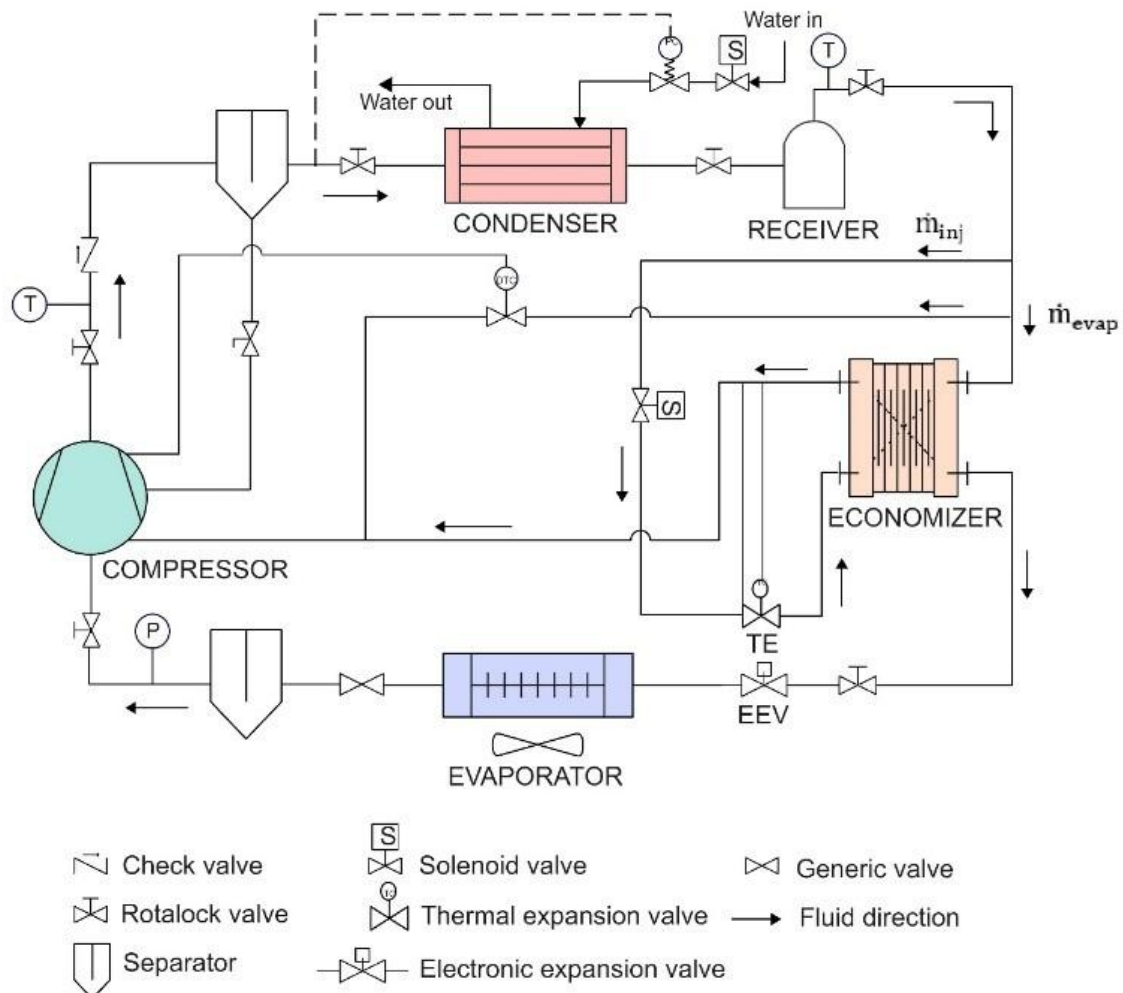 Water in
S
T
Water out
CONDENSER
RECEIVER
ṁinj
T
DTC
ṁevap
S
ECONOMIZER
COMPRESSOR
P
TE
EEV
EVAPORATOR
S
Check valve
Solenoid valve
Generic valve
Rotalock valve
Thermal expansion valve
Fluid direction
Separator
Electronic expansion valve